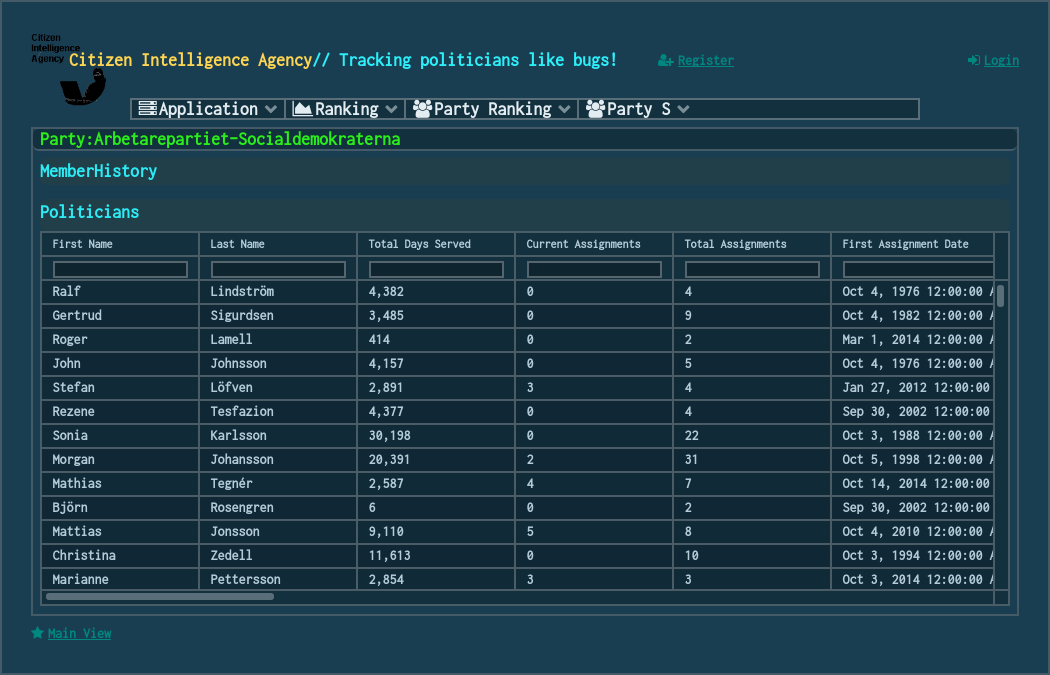 Citizen
Intelligence
Agency
Citizen Intelligence Agency// Tracking politicians like bugs!
Register
Login
Application
Ranking
Party Ranking
Party S
Party:Arbetarepartiet-Socialdemokraterna
MemberHistory
Politicians
First Name Last Name Total Days Served Current Assignments Total Assignments First Assignment Date
Ralf Lindström 4,382 0 4 Oct 4, 1976 12:00:00 A
Gertrud Sigurdsen 3,485 0 9 Oct 4, 1982 12:00:00 A
Roger Lamell 414 0 2 Mar 1, 2014 12:00:00 A
John Johnsson 4,157 0 5 Oct 4, 1976 12:00:00 A
Stefan Löfven 2,891 3 4 Jan 27, 2012 12:00:00
Rezene Tesfazion 4,377 0 4 Sep 30, 2002 12:00:00
Sonia Karlsson 30,198 0 22 Oct 3, 1988 12:00:00 A
Morgan Johansson 20,391 2 31 Oct 5, 1998 12:00:00 A
Mathias Tegnér 2,587 4 7 Oct 14, 2014 12:00:00
Björn Rosengren 6 0 2 Sep 30, 2002 12:00:00
Mattias Jonsson 9,110 5 8 Oct 4, 2010 12:00:00 A
Christina Zedell 11,613 0 10 Oct 3, 1994 12:00:00 A
Marianne Pettersson 2,854 3 3 Oct 3, 2014 12:00:00 A
Main View